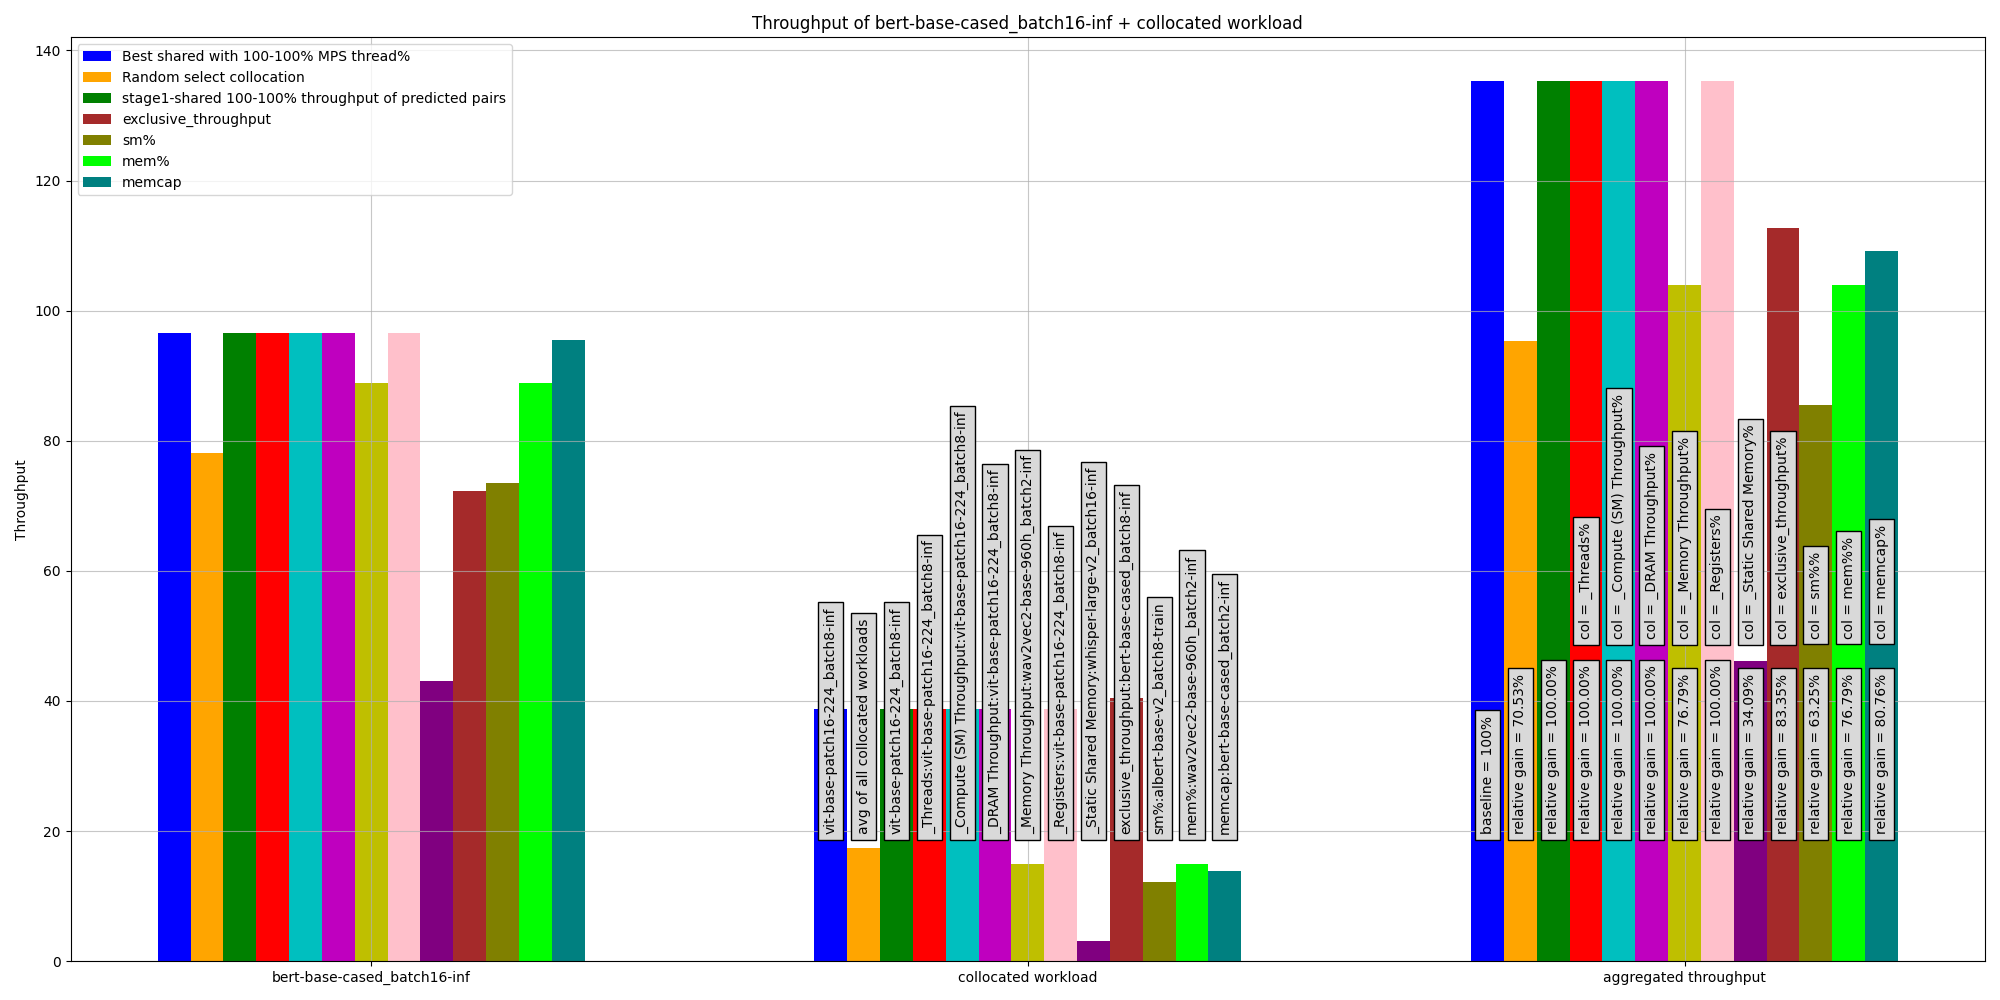 Throughput of bert-base-cased_batch16-inf + collocated workload
140
120
100
80
60
40
20
0
Throughput
Best shared with 100-100% MPS thread%
Random select collocation
stage1-shared 100-100% throughput of predicted pairs
exclusive_throughput
sm%
mem%
memcap
vit-base-patch16-224_batch8-inf
avg of all collocated workloads
vit-base-patch16-224_batch8-inf
_Threads:vit-base-patch16-224_batch8-inf
_Compute (SM) Throughput:vit-base-patch16-224_batch8-inf
_DRAM Throughput:vit-base-patch16-224_batch8-inf
_Memory Throughput:wav2vec2-base-960h_batch2-inf
_Registers:vit-base-patch16-224_batch8-inf
_Static Shared Memory:whisper-large-v2_batch16-inf
exclusive_throughput:bert-base-cased_batch8-inf
sm%:albert-base-v2_batch8-train
mem%:wav2vec2-base-960h_batch2-inf
memcap:bert-base-cased_batch2-inf
col = _Threads%
col = _Compute (SM) Throughput%
col = _DRAM Throughput%
col = _Memory Throughput%
col = _Registers%
col = _Static Shared Memory%
col = exclusive_throughput%
col = sm%%
col = mem%%
col = memcap%
baseline = 100%
relative gain = 70.53%
relative gain = 100.00%
relative gain = 100.00%
relative gain = 100.00%
relative gain = 100.00%
relative gain = 76.79%
relative gain = 100.00%
relative gain = 34.09%
relative gain = 83.35%
relative gain = 63.25%
relative gain = 76.79%
relative gain = 80.76%
bert-base-cased_batch16-inf
collocated workload
aggregated throughput